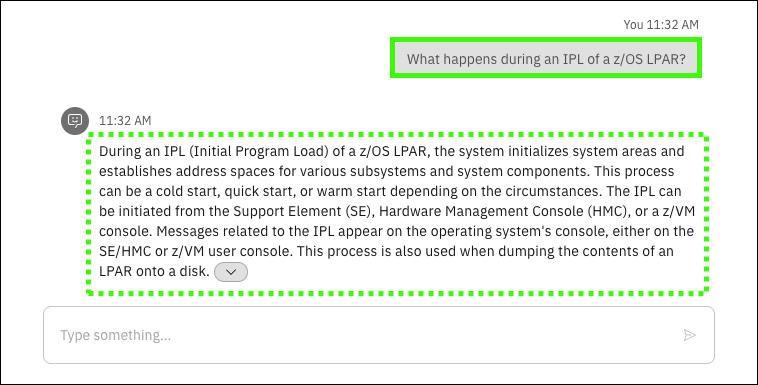 You 11:32 AM
What happens during an IPL of a z/OS LPAR?
11:32 AM
During an IPL (Initial Program Load) of a z/OS LPAR, the system initializes system areas and
establishes address spaces for various subsystems and system components. This process
can be a cold start, quick start, or warm start depending on the circumstances. The IPL can
be initiated from the Support Element (SE), Hardware Management Console (HMC), or a z/VM
console. Messages related to the IPL appear on the operating system's console, either on the
SE/HMC or z/VM user console. This process is also used when dumping the contents of an
LPAR onto a disk.
Type something...